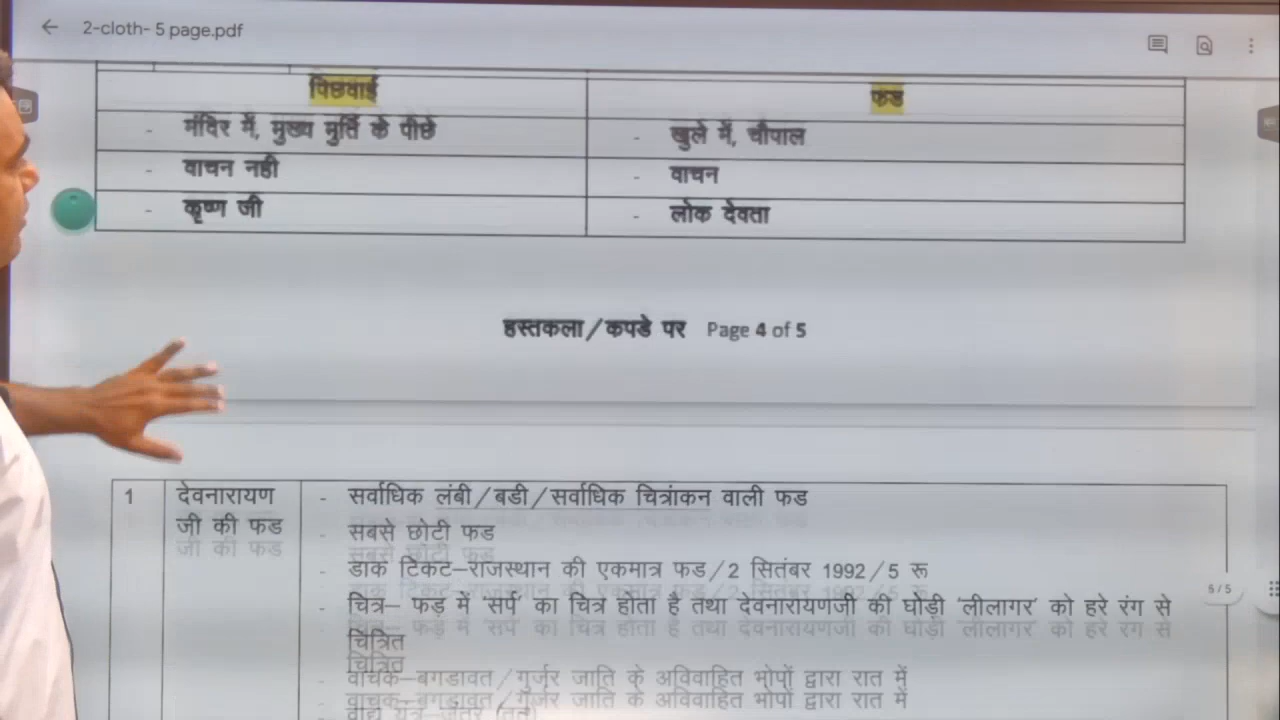 2-cloth- 5 page.pdf
पिछवाई
फड
- मंदिर में, मुख्य मुर्ति के पीछे
- खुले में, चौपाल
- वाचन नही
- वाचन
- कृष्ण जी
- लोक देवता
हस्तकला/कपडे पर Page 4 of 5
1 देवनारायण - सर्वाधिक लंबी/बडी/सर्वाधिक चित्रांकन वाली फड
जी की फड - सबसे छोटी फड
- डाक टिकट–राजस्थान की एकमात्र फड/2 सितंबर 1992/5 रू
- चित्र– फड़ में 'सर्प' का चित्र होता है तथा देवनारायणजी की घोड़ी 'लीलागर' को हरे रंग से
चित्रित
- वाचक–बगडावत/गुर्जर जाति के अविवाहित भोपों द्वारा रात में
5/5